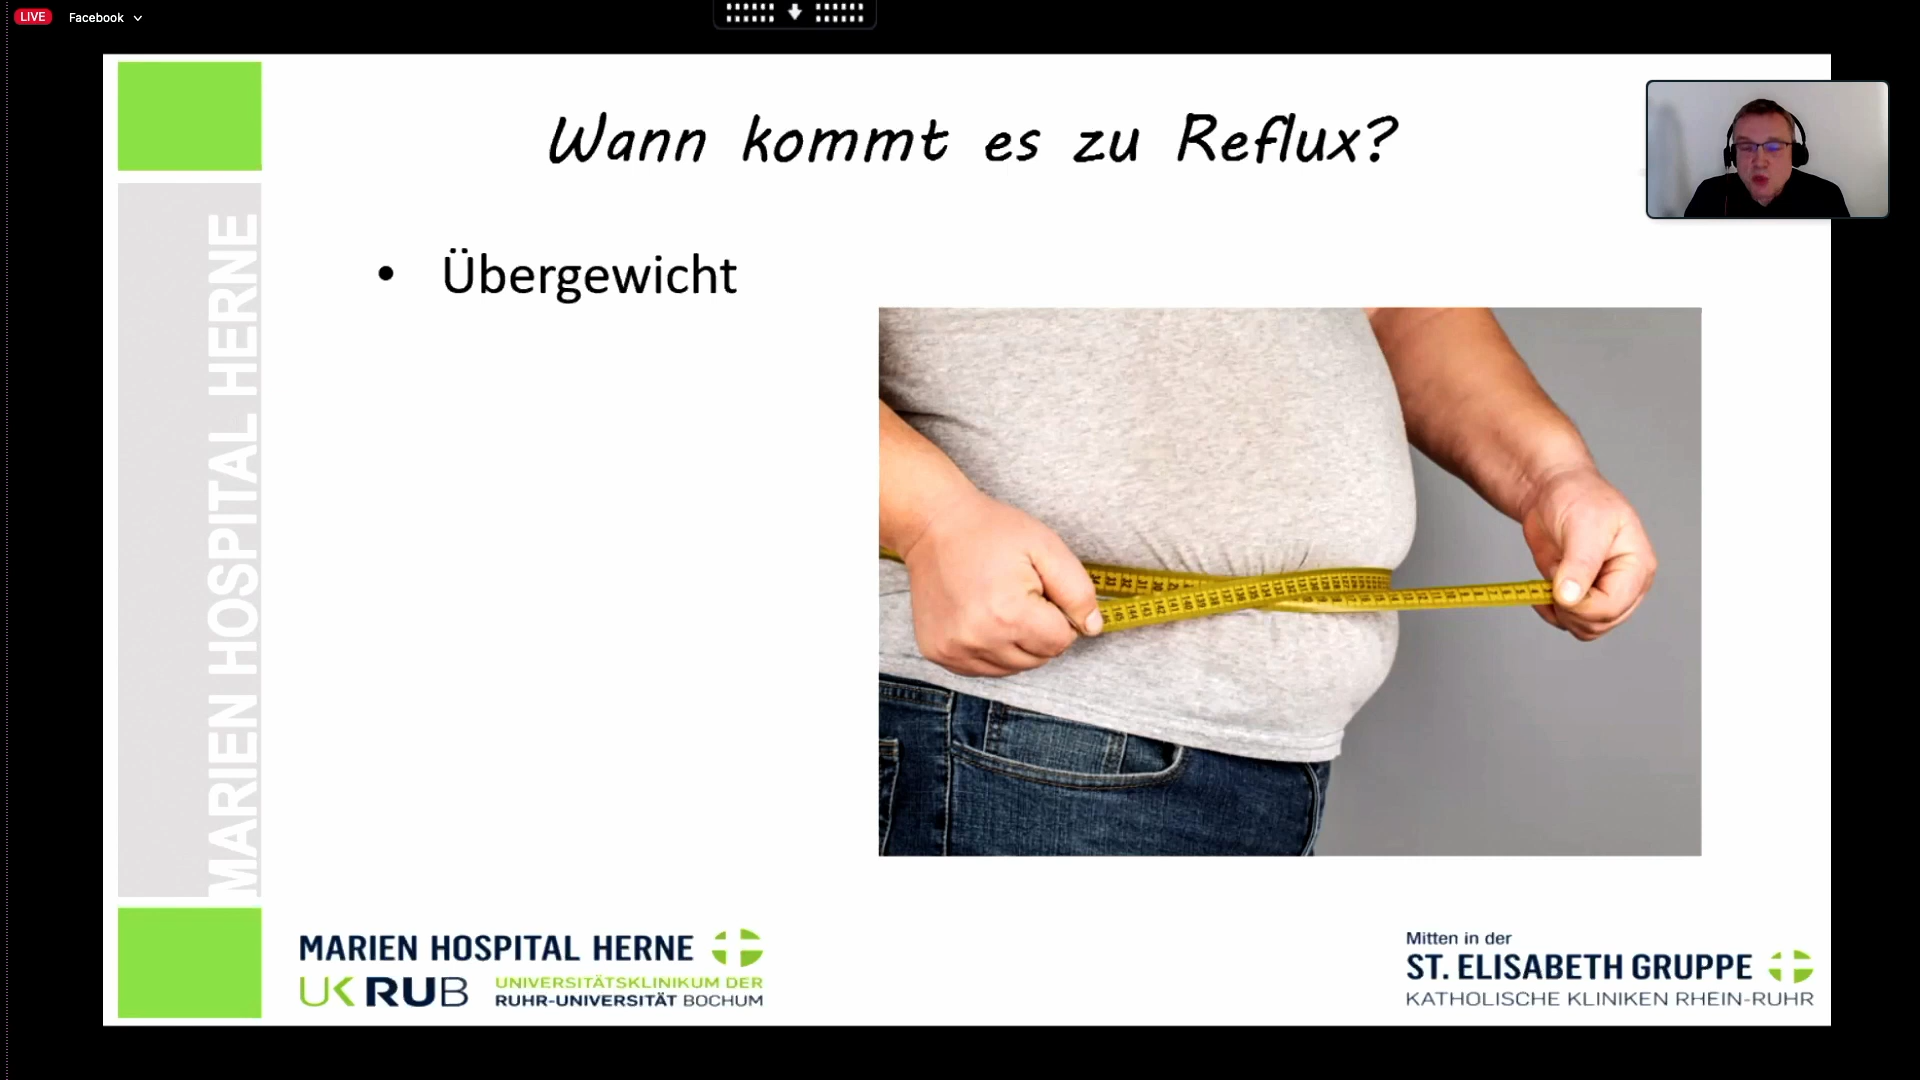 LIVE
Facebook
Wann kommt es zu Reflux?
• Übergewicht
MARIEN HOSPITAL HERNE
MARIEN HOSPITAL HERNE
UK RUB
UNIVERSITÄTSKLINIKUM DER
RUHR-UNIVERSITÄT BOCHUM
Mitten in der
ST. ELISABETH GRUPPE
KATHOLISCHE KLINIKEN RHEIN-RUHR